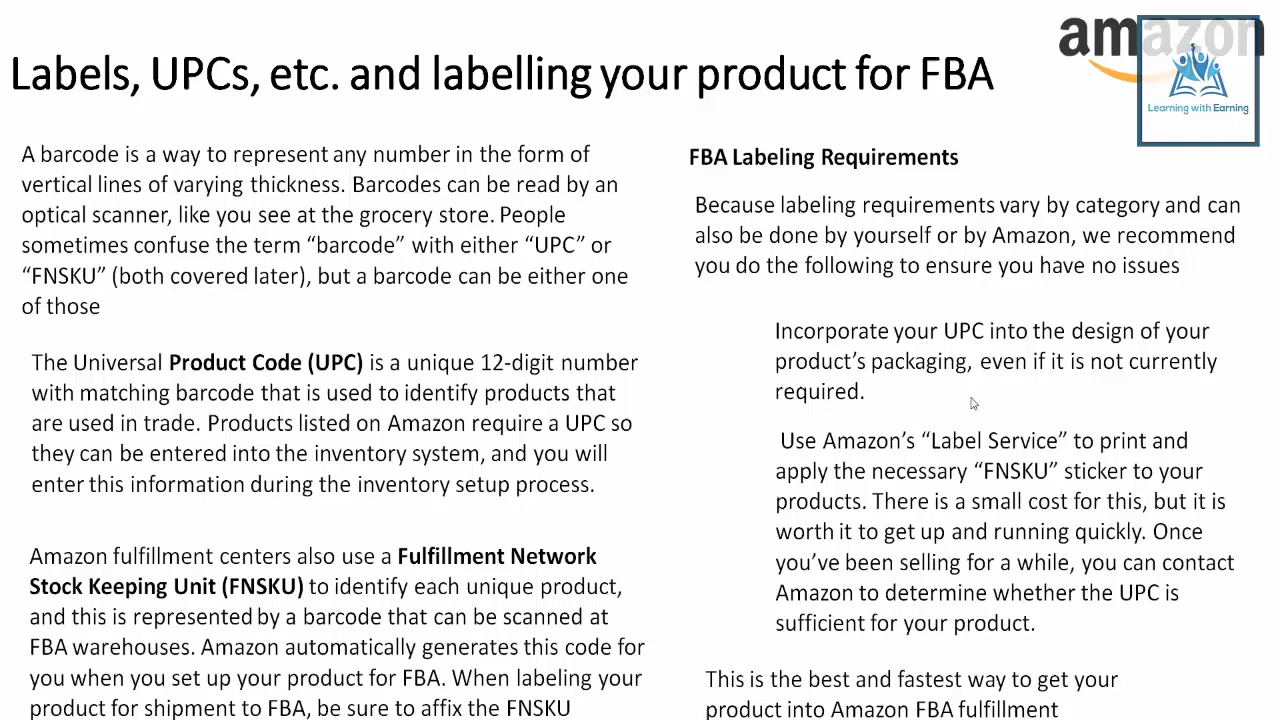 amazon
Learning with Earning
Labels, UPCs, etc. and labelling your product for FBA
A barcode is a way to represent any number in the form of
vertical lines of varying thickness. Barcodes can be read by an
optical scanner, like you see at the grocery store. People
sometimes confuse the term “barcode” with either “UPC” or
“FNSKU” (both covered later), but a barcode can be either one
of those
The Universal Product Code (UPC) is a unique 12-digit number
with matching barcode that is used to identify products that
are used in trade. Products listed on Amazon require a UPC so
they can be entered into the inventory system, and you will
enter this information during the inventory setup process.
Amazon fulfillment centers also use a Fulfillment Network
Stock Keeping Unit (FNSKU) to identify each unique product,
and this is represented by a barcode that can be scanned at
FBA warehouses. Amazon automatically generates this code for
you when you set up your product for FBA. When labeling your
product for shipment to FBA, be sure to affix the FNSKU
FBA Labeling Requirements
Because labeling requirements vary by category and can
also be done by yourself or by Amazon, we recommend
you do the following to ensure you have no issues
Incorporate your UPC into the design of your
product’s packaging, even if it is not currently
required.
Use Amazon’s “Label Service” to print and
apply the necessary “FNSKU” sticker to your
products. There is a small cost for this, but it is
worth it to get up and running quickly. Once
you’ve been selling for a while, you can contact
Amazon to determine whether the UPC is
sufficient for your product.
This is the best and fastest way to get your
product into Amazon FBA fulfillment